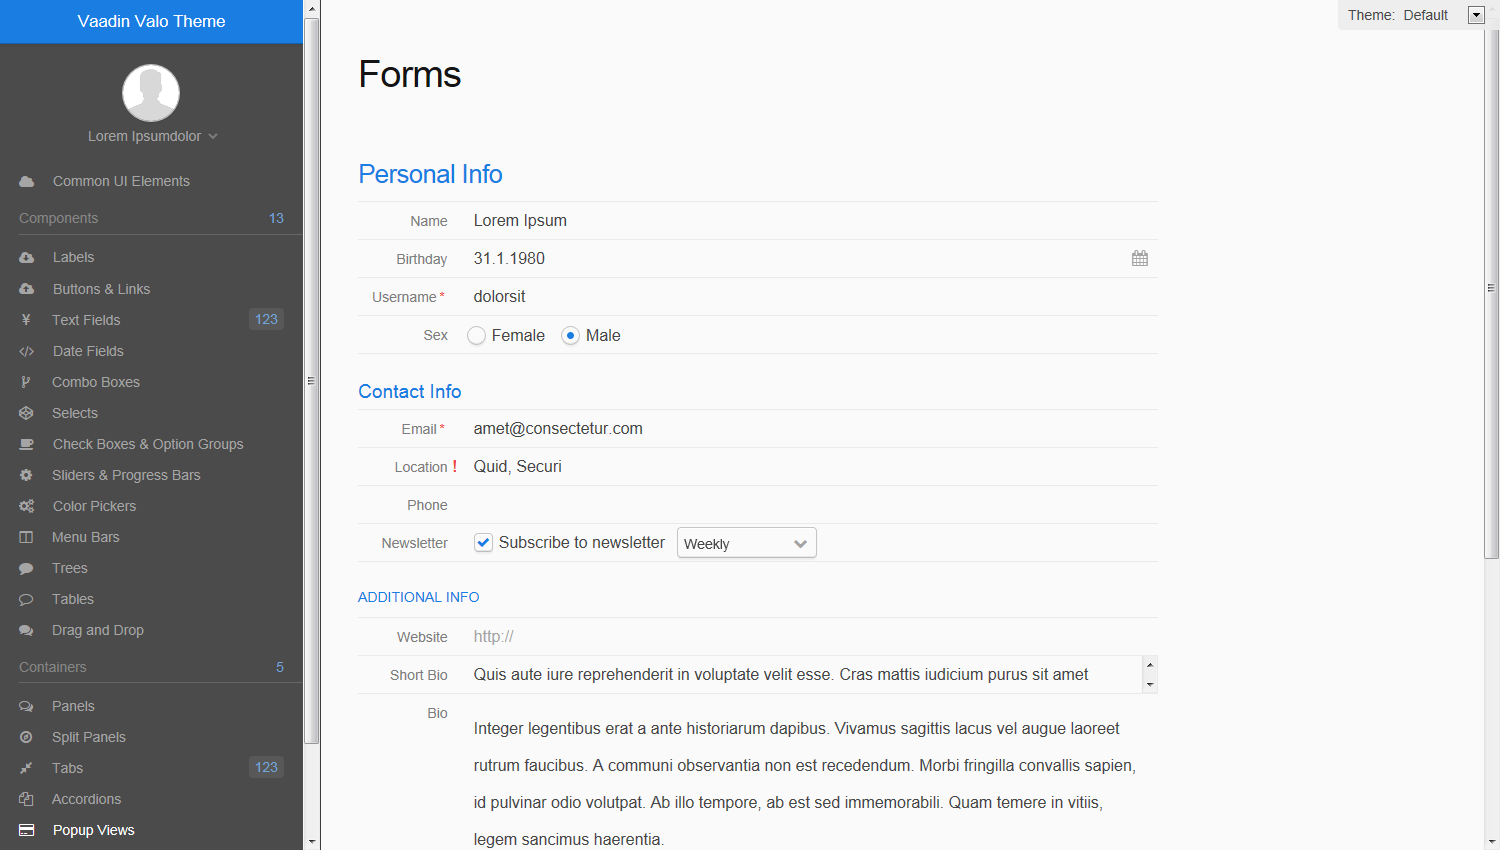 Vaadin Valo Theme
Lorem Ipsumdolor
Common UI Elements
Components 13
Labels
Buttons & Links
Text Fields 123
Date Fields
Combo Boxes
Selects
Check Boxes & Option Groups
Sliders & Progress Bars
Color Pickers
Menu Bars
Trees
Tables
Drag and Drop
Containers 5
Panels
Split Panels
Tabs 123
Accordions
Popup Views
Theme: Default
Forms
Personal Info
Name Lorem Ipsum
Birthday 31.1.1980
Username * dolorsit
Sex Female Male
Contact Info
Email * amet@consectetur.com
Location ! Quid, Securi
Phone
Newsletter Subscribe to newsletter Weekly
ADDITIONAL INFO
Website http://
Short Bio Quis aute iure reprehenderit in voluptate velit esse. Cras mattis iudicium purus sit amet
Bio
Integer legentibus erat a ante historiarum dapibus. Vivamus sagittis lacus vel augue laoreet
rutrum faucibus. A communi observantia non est recedendum. Morbi fringilla convallis sapien,
id pulvinar odio volutpat. Ab illo tempore, ab est sed immemorabili. Quam temere in vitiis,
legem sancimus haerentia.